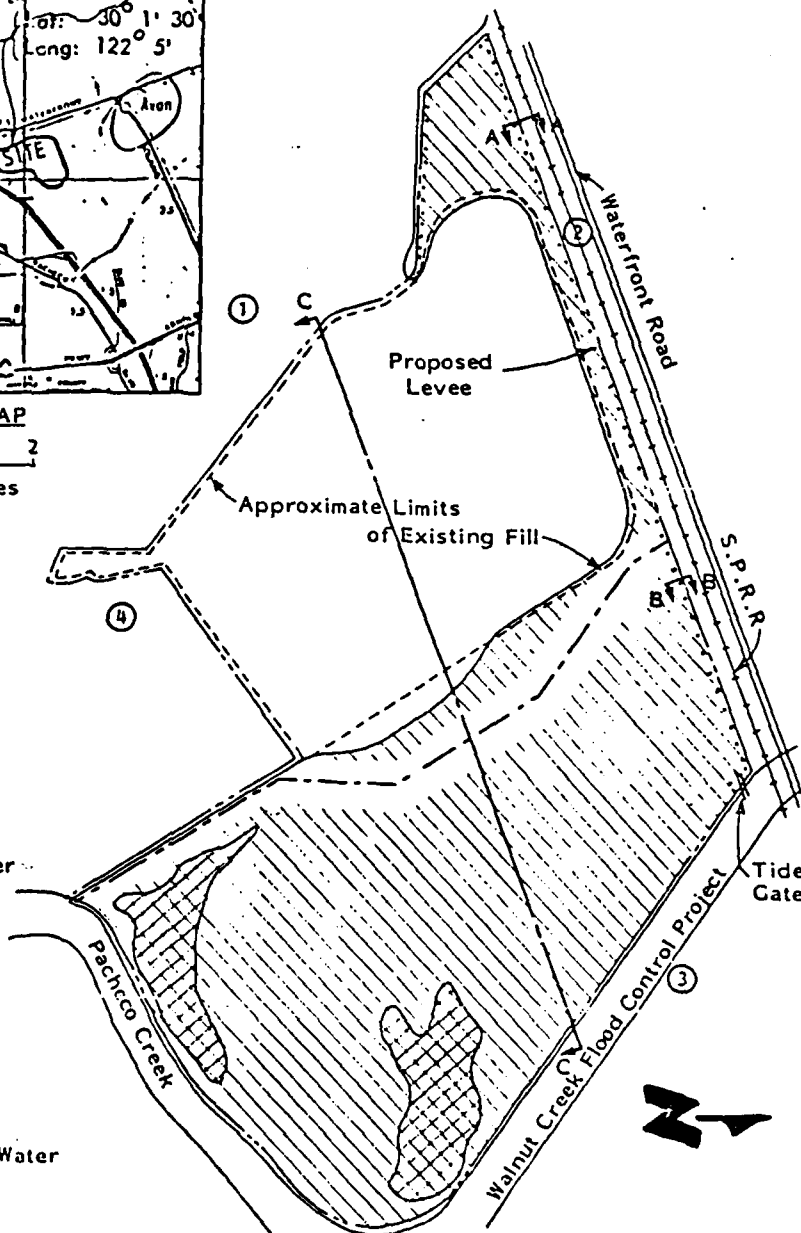 30° 1' 30
Long: 122° 5'
Avon
SITE
AP
2
es
A
A
Waterfront Road
2
1
C
Proposed
Levee
Approximate Limits
of Existing Fill
S.P.R.R
B
B
4
er
Tide
Gate
Pacheco Creek
Walnut Creek Flood Control Project
3
C
Water
N